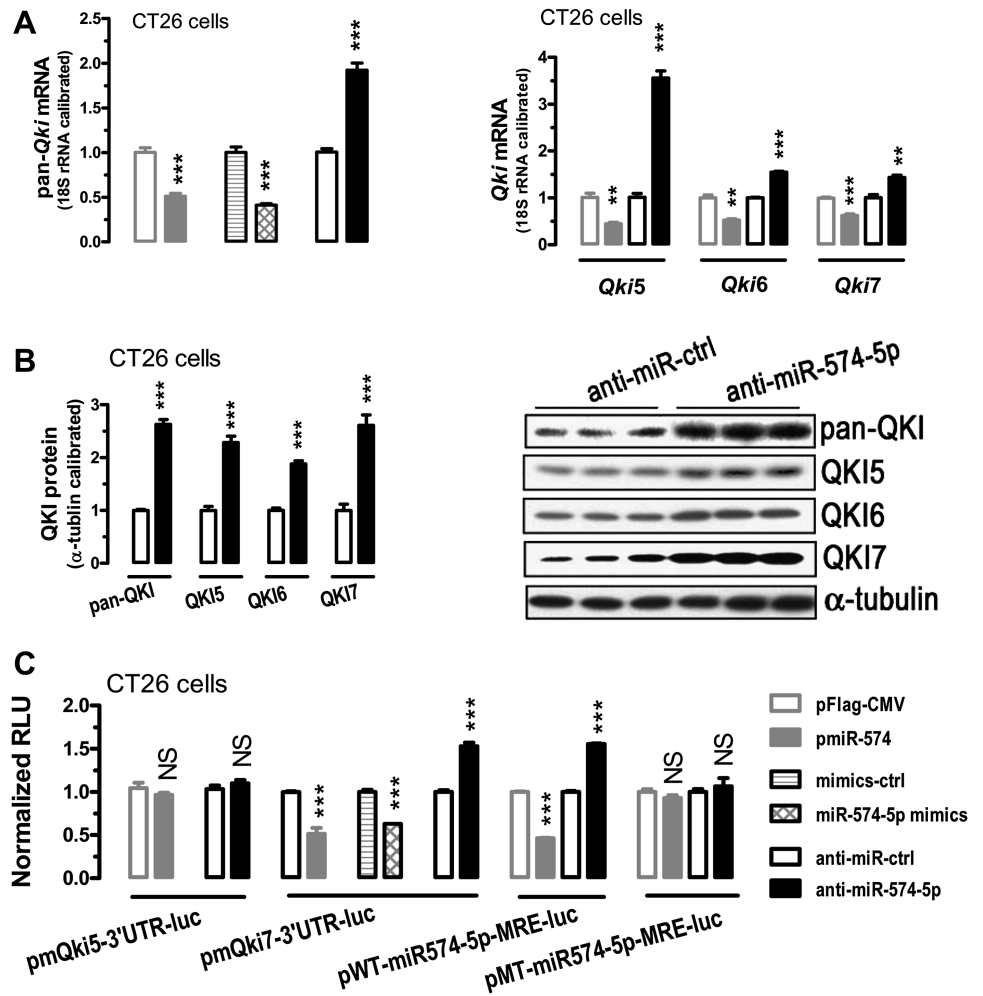 A
CT26 cells
pan-Qki mRNA
(18S rRNA calibrated)
2.5
2.0
1.5
1.0
0.5
0.0
***
***
***
CT26 cells
Qki mRNA
(18S rRNA calibrated)
4
3
2
1
0
**
***
**
***
***
**
Qki5
Qki6
Qki7
B
CT26 cells
QKI protein
(α-tublin calibrated)
3
2
1
0
***
***
***
***
pan-QKI
QKI5
QKI6
QKI7
anti-miR-ctrl
anti-miR-574-5p
pan-QKI
QKI5
QKI6
QKI7
α-tubulin
C
CT26 cells
Normalized RLU
2.0
1.5
1.0
0.5
0.0
NS
NS
***
***
***
***
***
NS
NS
pmQki5-3'UTR-luc
pmQki7-3'UTR-luc
pWT-miR574-5p-MRE-luc
pMT-miR574-5p-MRE-luc
pFlag-CMV
pmiR-574
mimics-ctrl
miR-574-5p mimics
anti-miR-ctrl
anti-miR-574-5p